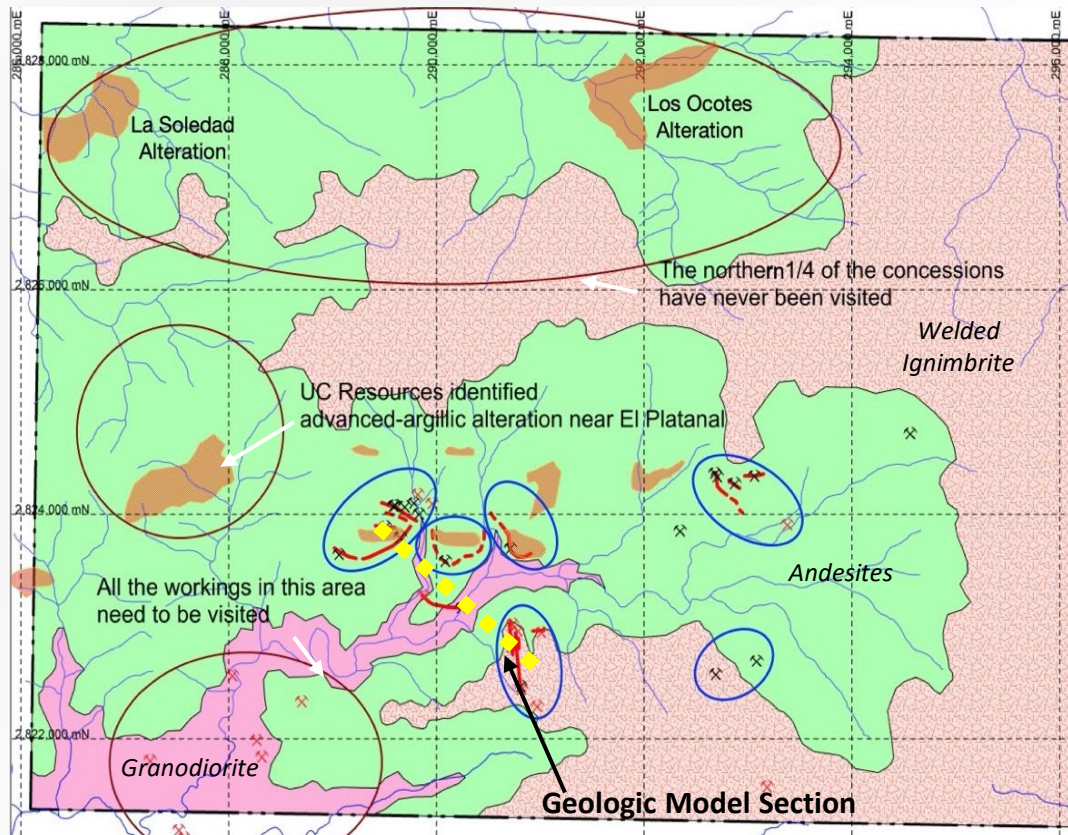 286,000 mE
288,000 mE
290,000 mE
292,000 mE
294,000 mE
296,000 mE
2,828,000 mN
La Soledad
Alteration
Los Ocotes
Alteration
The northern1/4 of the concessions
have never been visited
2,826,000 mN
Welded
Ignimbrite
UC Resources identified
advanced-argillic alteration near El Platanal
2,824,000 mN
Andesites
All the workings in this area
need to be visited
2,822,000 mN
Granodiorite
Geologic Model Section